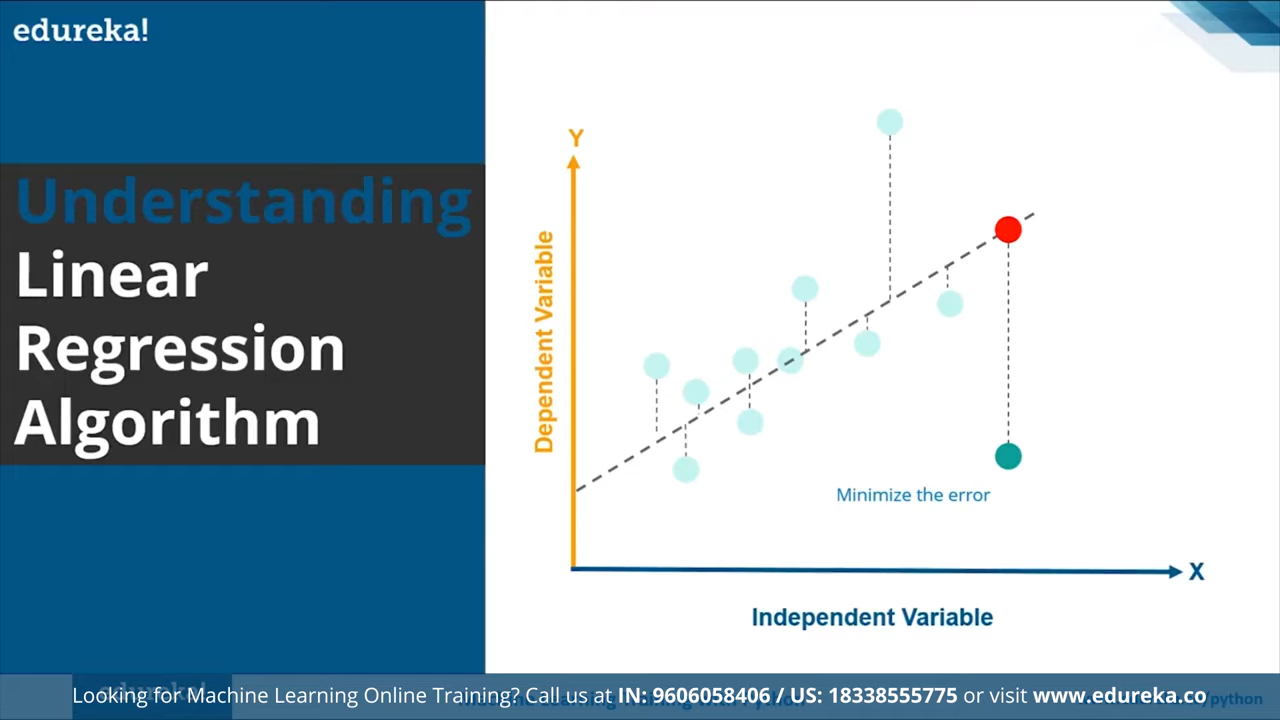 edureka!
Understanding
Linear
Regression
Algorithm
Y
Dependent Variable
Minimize the error
X
Independent Variable
Looking for Machine Learning Online Training? Call us at IN: 9606058406 / US: 18338555775 or visit www.edureka.co